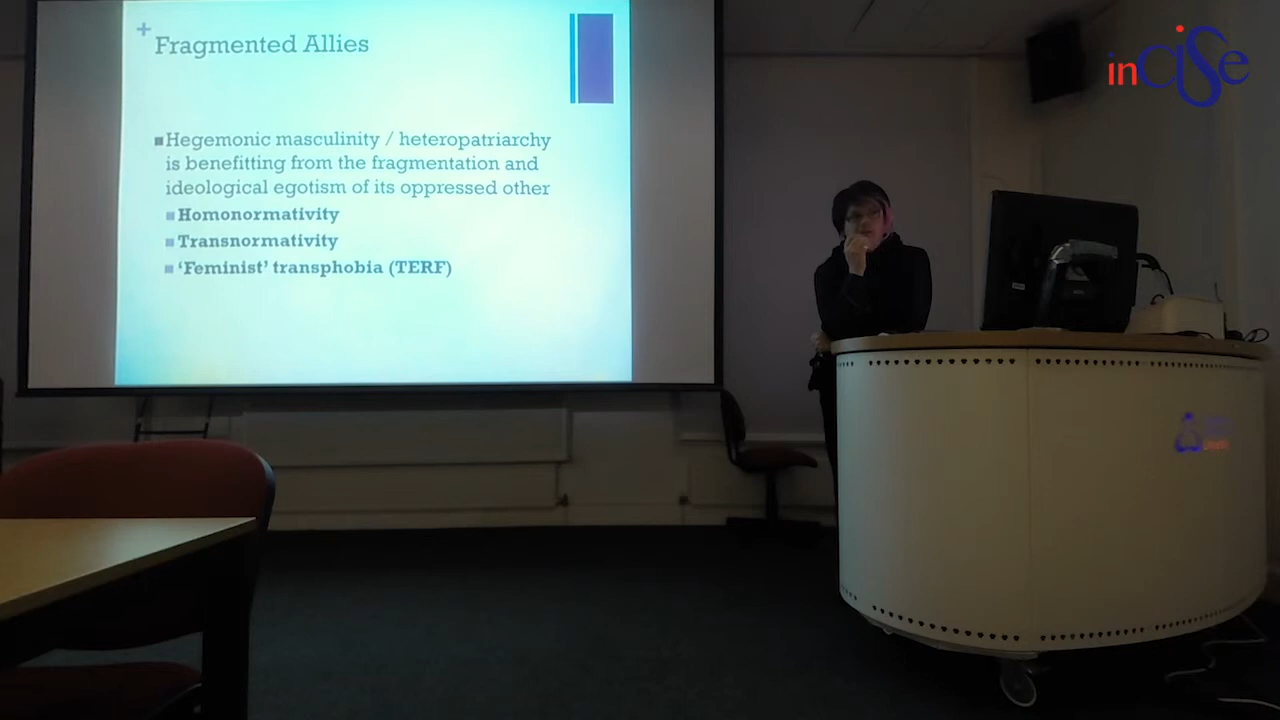 +
Fragmented Allies
inCISe
Hegemonic masculinity / heteropatriarchy
is benefitting from the fragmentation and
ideological egotism of its oppressed other
Homonormativity
Transnormativity
‘Feminist’ transphobia (TERF)